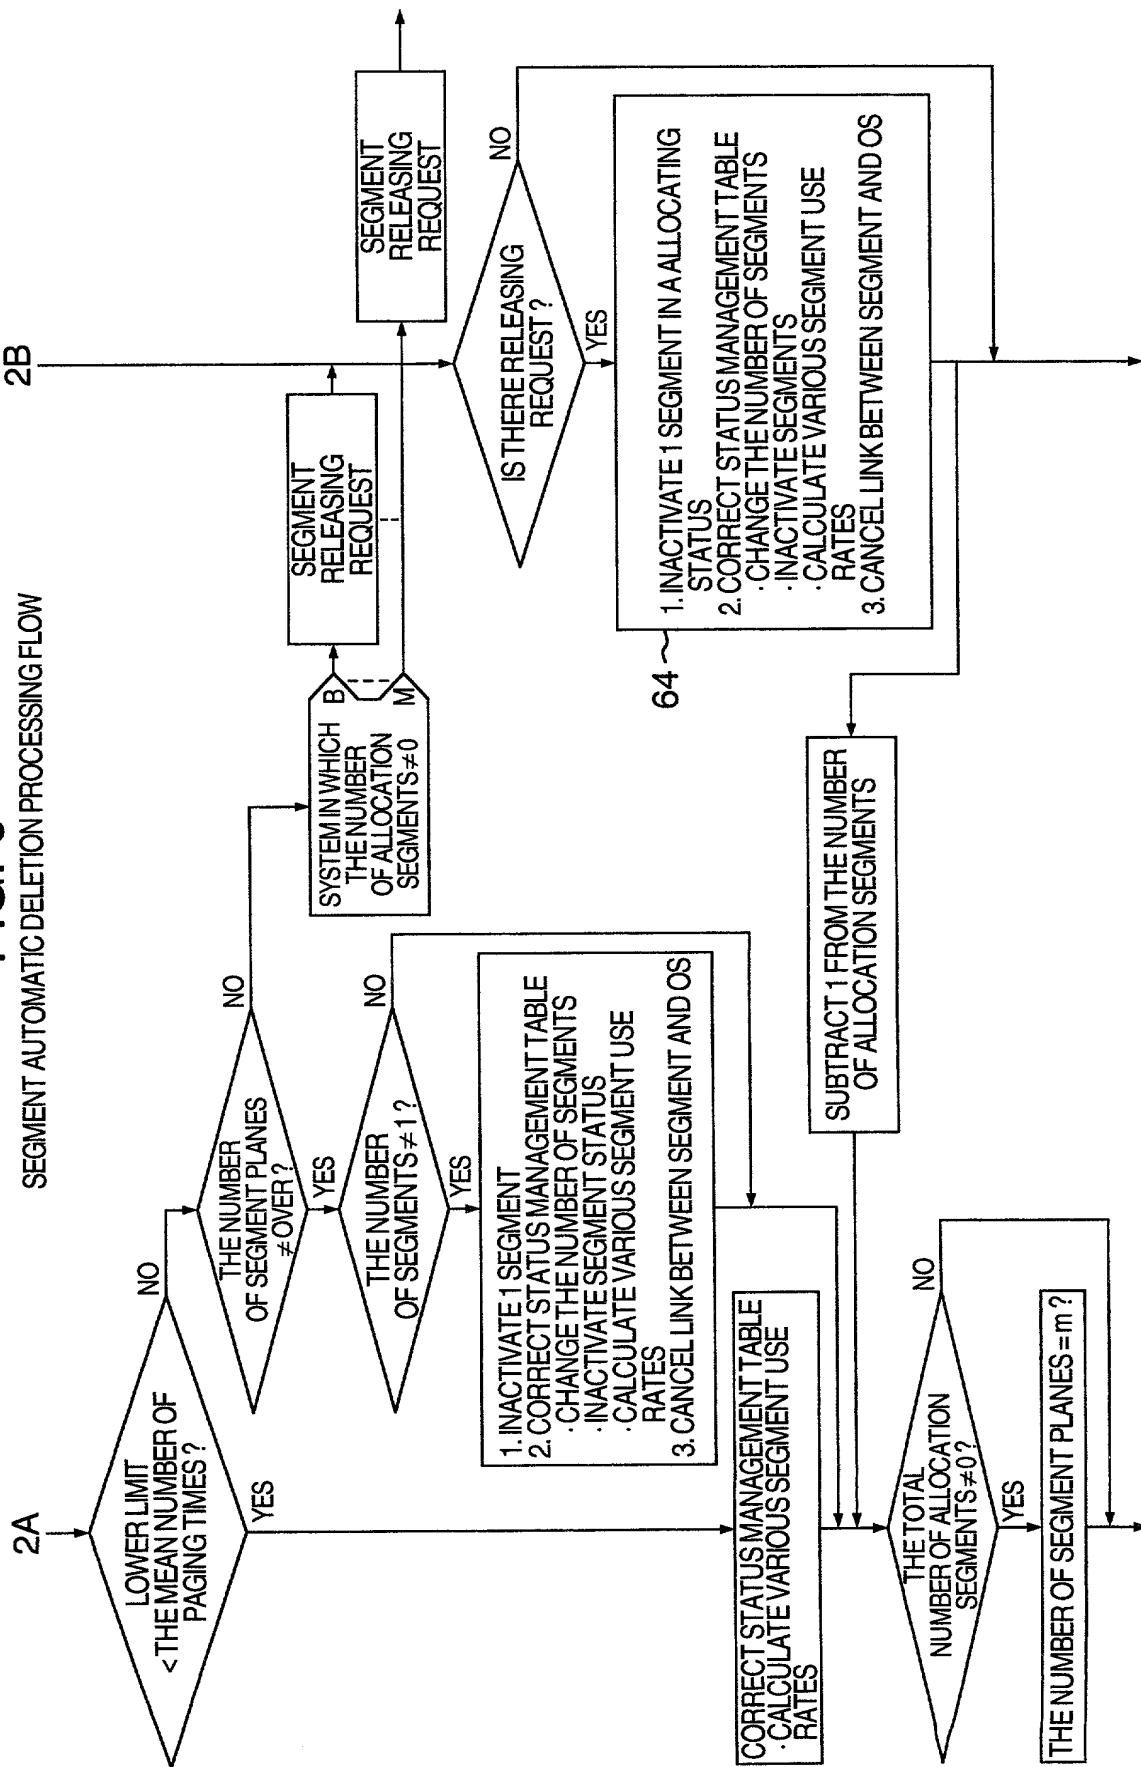 SEGMENT AUTOMATIC DELETION PROCESSING FLOW
2A
LOWER LIMIT
<THE MEAN NUMBER OF
PAGING TIMES?
NO
YES
THE NUMBER
OF SEGMENT PLANES
≠OVER?
NO
YES
THE NUMBER
OF SEGMENTS≠1?
NO
YES
1. INACTIVATE 1 SEGMENT
2. CORRECT STATUS MANAGEMENT TABLE
·CHANGE THE NUMBER OF SEGMENTS
·INACTIVATE SEGMENT STATUS
·CALCULATE VARIOUS SEGMENT USE
RATES
3. CANCEL LINK BETWEEN SEGMENT AND OS
CORRECT STATUS MANAGEMENT TABLE
·CALCULATE VARIOUS SEGMENT USE
RATES
THE TOTAL
NUMBER OF ALLOCATION
SEGMENTS≠0?
NO
YES
THE NUMBER OF SEGMENT PLANES=m?
SYSTEM IN WHICH
THE NUMBER
OF ALLOCATION
SEGMENTS≠0
B
M
SEGMENT
RELEASING
REQUEST
2B
SEGMENT
RELEASING
REQUEST
IS THERE RELEASING
REQUEST?
NO
YES
64
1. INACTIVATE 1 SEGMENT IN A ALLOCATING
STATUS
2. CORRECT STATUS MANAGEMENT TABLE
·CHANGE THE NUMBER OF SEGMENTS
·INACTIVATE SEGMENTS
·CALCULATE VARIOUS SEGMENT USE
RATES
3. CANCEL LINK BETWEEN SEGMENT AND OS
SUBTRACT 1 FROM THE NUMBER
OF ALLOCATION SEGMENTS